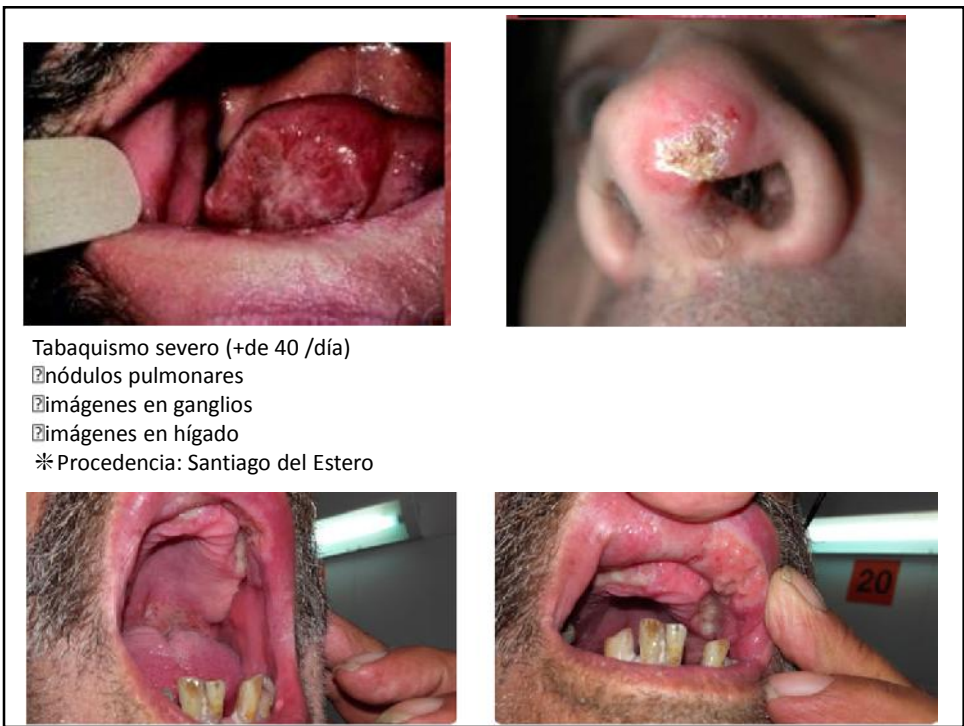 Tabaquismo severo (+de 40 /día)
nódulos pulmonares
imágenes en ganglios
imágenes en hígado
❊Procedencia: Santiago del Estero
20